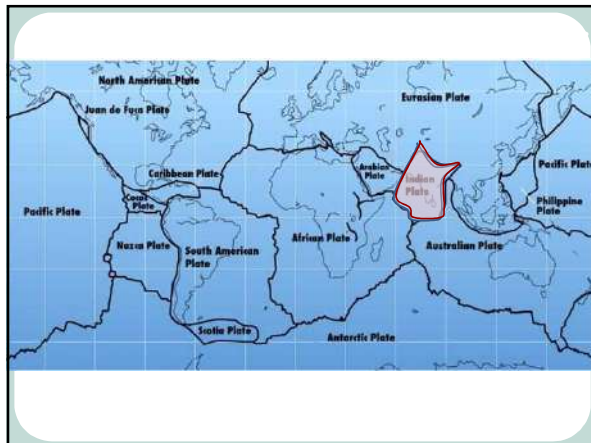 North American Plate
Eurasian Plate
Juan de Fuca Plate
Caribbean Plate
Arabian
Plate
Indian
Plate
Pacific
Plate
Cocos
Plate
Philippine
Plate
Pacific Plate
Nazca Plate
South American
Plate
African Plate
Australian Plate
Scotia Plate
Antarctic Plate